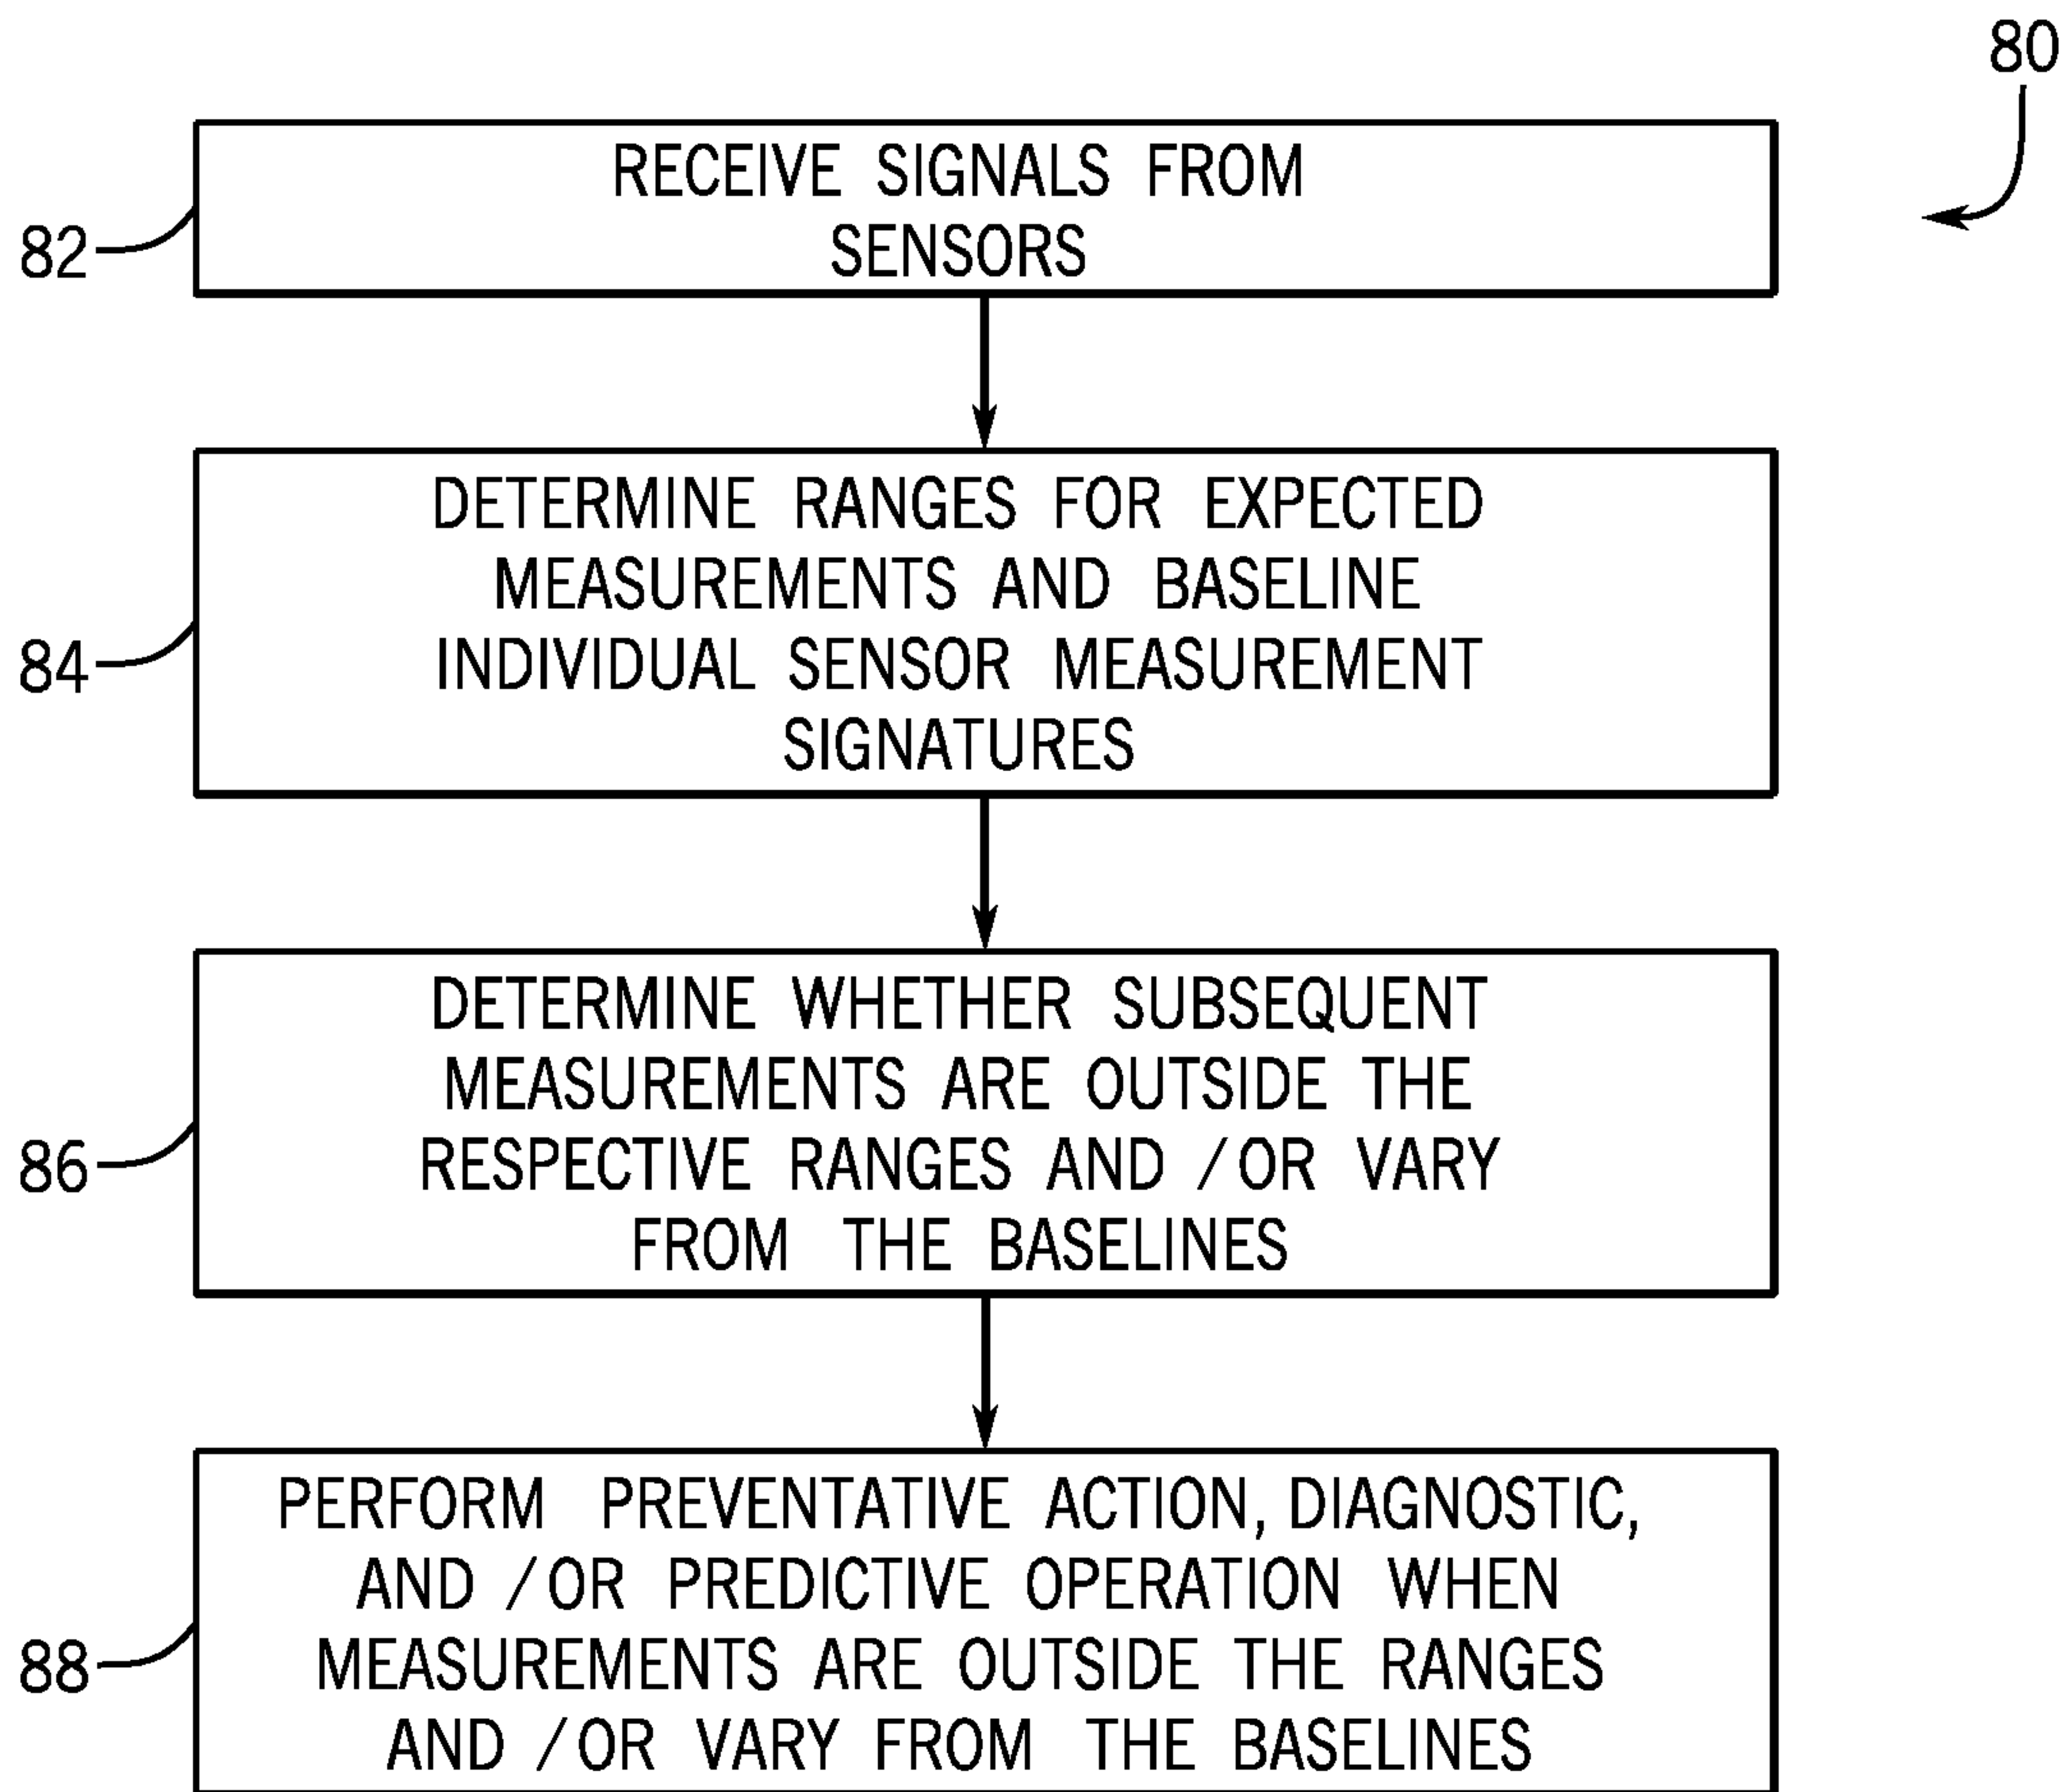 80
RECEIVE SIGNALS FROM
SENSORS
82
DETERMINE RANGES FOR EXPECTED
MEASUREMENTS AND BASELINE
INDIVIDUAL SENSOR MEASUREMENT
SIGNATURES
84
DETERMINE WHETHER SUBSEQUENT
MEASUREMENTS ARE OUTSIDE THE
RESPECTIVE RANGES AND /OR VARY
FROM THE BASELINES
86
PERFORM PREVENTATIVE ACTION, DIAGNOSTIC,
AND /OR PREDICTIVE OPERATION WHEN
MEASUREMENTS ARE OUTSIDE THE RANGES
AND /OR VARY FROM THE BASELINES
88